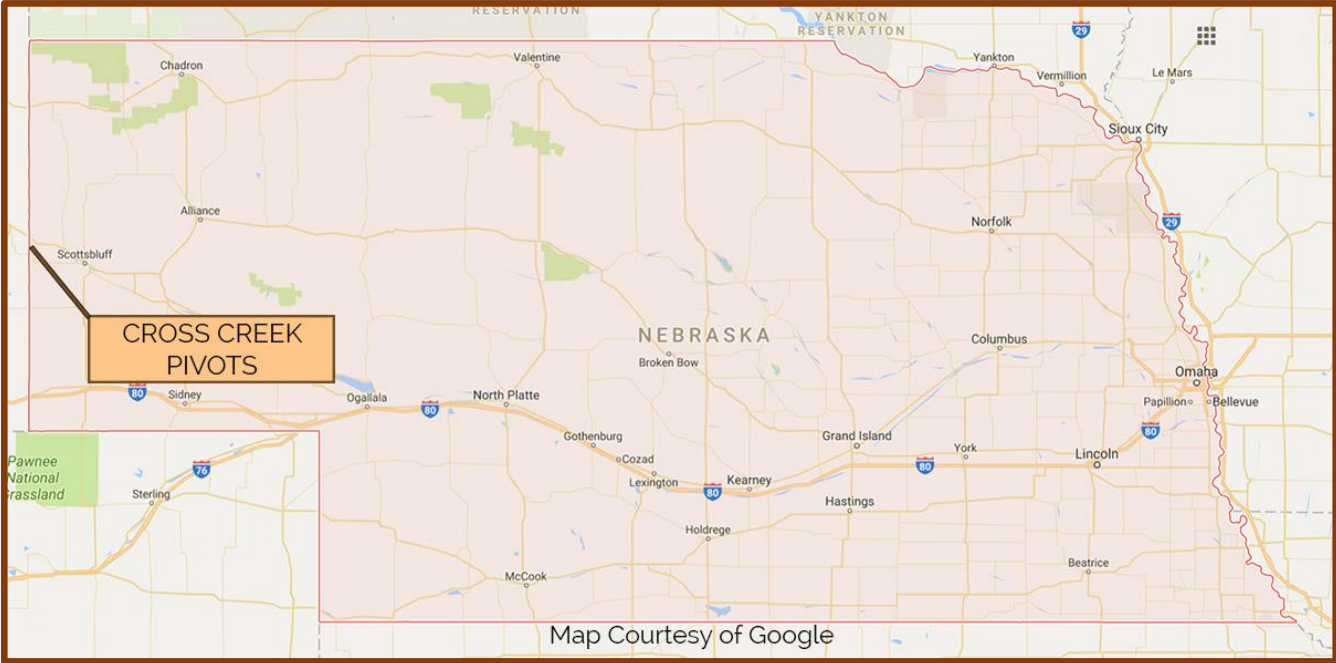 RESERVATION
YANKTON
RESERVATION
29
Chadron
Valentine
Yankton
Vermillion
Le Mars
Sioux City
Alliance
Norfolk
29
Scottsbluff
CROSS CREEK
PIVOTS
NEBRASKA
Broken Bow
Columbus
Omaha
Papillion
Bellevue
80
Sidney
Ogallala
80
North Platte
80
Gothenburg
Cozad
Lexington
80
Kearney
Grand Island
80
York
Lincoln
Pawnee
National
Grassland
76
Sterling
Hastings
Holdrege
McCook
Beatrice
Map Courtesy of Google